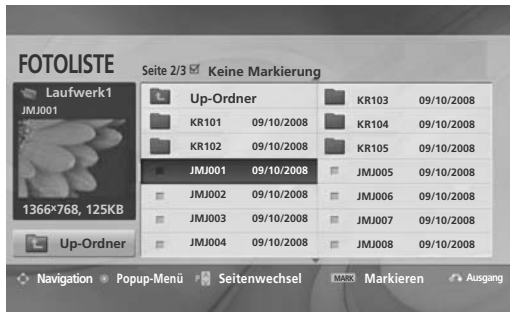 FOTOLISTE
Seite 2/3 Keine Markierung
Laufwerk1
JMJ001
1366x768, 125KB
Up-Ordner
Up-Ordner
KR101 09/10/2008
KR102 09/10/2008
JMJ001 09/10/2008
JMJ002 09/10/2008
JMJ003 09/10/2008
JMJ004 09/10/2008
KR103 09/10/2008
KR104 09/10/2008
KR105 09/10/2008
JMJ005 09/10/2008
JMJ006 09/10/2008
JMJ007 09/10/2008
JMJ008 09/10/2008
Navigation Popup-Menü P Seitenwechsel MARK Markieren Ausgang